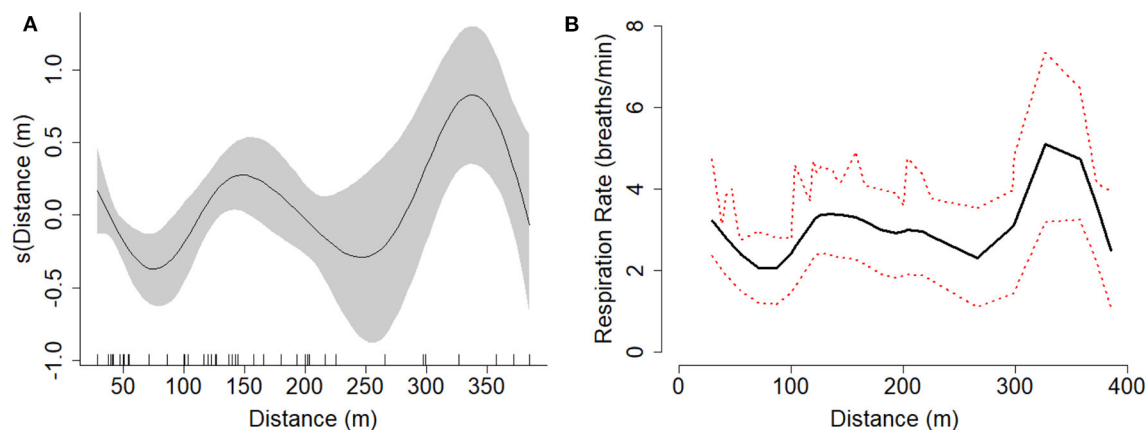 A
s(Distance (m)
1.0
0.5
0.0
-0.5
-1.0
50 100 150 200 250 300 350
Distance (m)
B
Respiration Rate (breaths/min)
8
6
4
2
0
0 100 200 300 400
Distance (m)